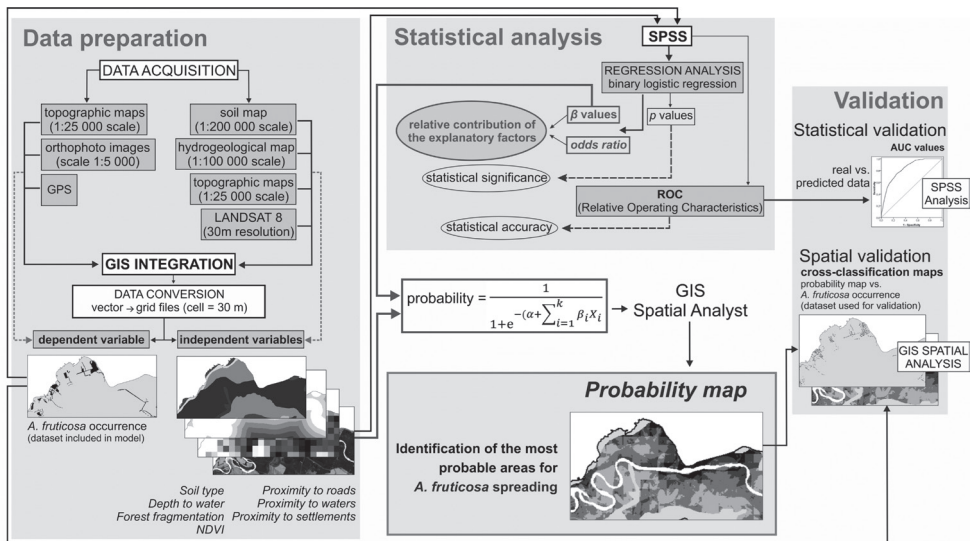 Data preparation
DATA ACQUISITION
topographic maps
(1:25 000 scale)
orthophoto images
(scale 1:5 000)
GPS
soil map
(1:200 000 scale)
hydrogeological map
(1:100 000 scale)
topographic maps
(1:25 000 scale)
LANDSAT 8
(30m resolution)
GIS INTEGRATION
DATA CONVERSION
vector → grid files (cell = 30 m)
dependent variable
independent variables
A. fruticosa occurrence
(dataset included in model)
Soil type
Depth to water
Forest fragmentation
NDVI
Proximity to roads
Proximity to waters
Proximity to settlements
Statistical analysis
SPSS
REGRESSION ANALYSIS
binary logistic regression
β values
p values
odds ratio
relative contribution of
the explanatory factors
statistical significance
ROC
(Relative Operating Characteristics)
statistical accuracy
probability = 1 / 1+e^-(α+∑_{i=1}^{k} β_i X_i)
GIS
Spatial Analyst
Probability map
Identification of the most
probable areas for
A. fruticosa spreading
Validation
Statistical validation
AUC values
real vs.
predicted data
SPSS
Analysis
Spatial validation
cross-classification maps
probability map vs.
A. fruticosa occurrence
(dataset used for validation)
GIS SPATIAL
ANALYSIS